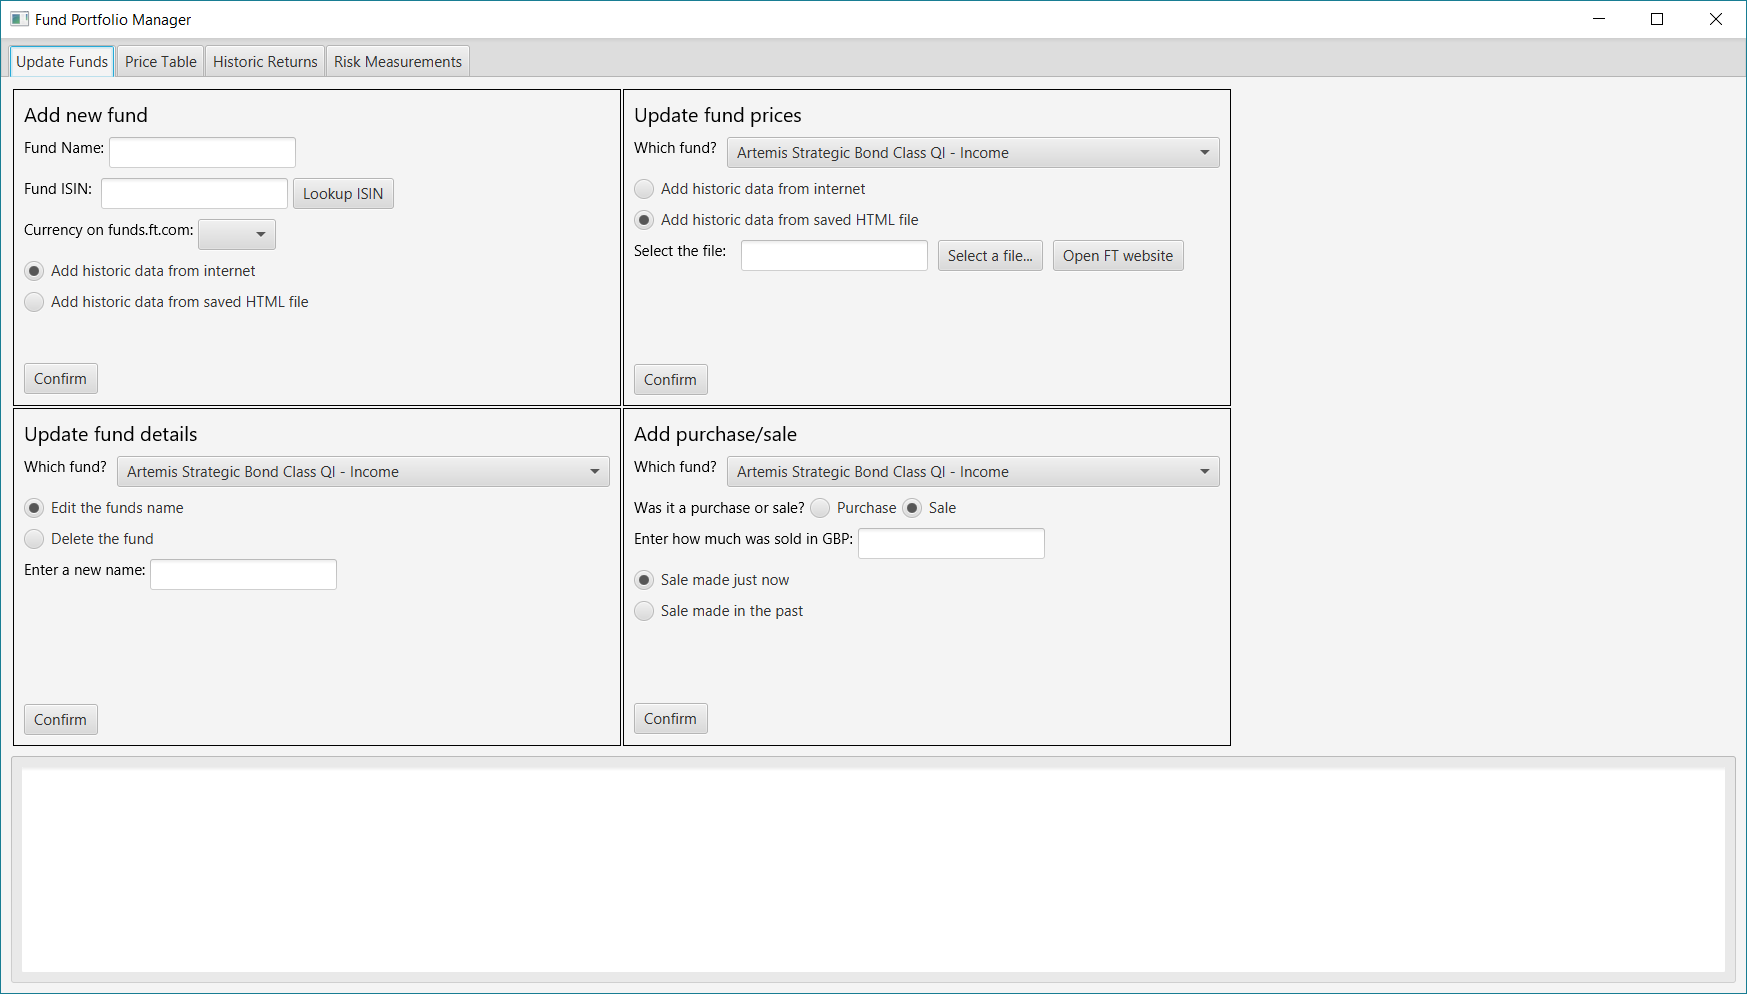 Fund Portfolio Manager
Update Funds Price Table Historic Returns Risk Measurements
Add new fund
Fund Name:
Fund ISIN: Lookup ISIN
Currency on funds.ft.com:
Add historic data from internet
Add historic data from saved HTML file
Confirm
Update fund prices
Which fund? Artemis Strategic Bond Class QI - Income
Add historic data from internet
Add historic data from saved HTML file
Select the file: Select a file... Open FT website
Confirm
Update fund details
Which fund? Artemis Strategic Bond Class QI - Income
Edit the funds name
Delete the fund
Enter a new name:
Confirm
Add purchase/sale
Which fund? Artemis Strategic Bond Class QI - Income
Was it a purchase or sale? Purchase Sale
Enter how much was sold in GBP:
Sale made just now
Sale made in the past
Confirm